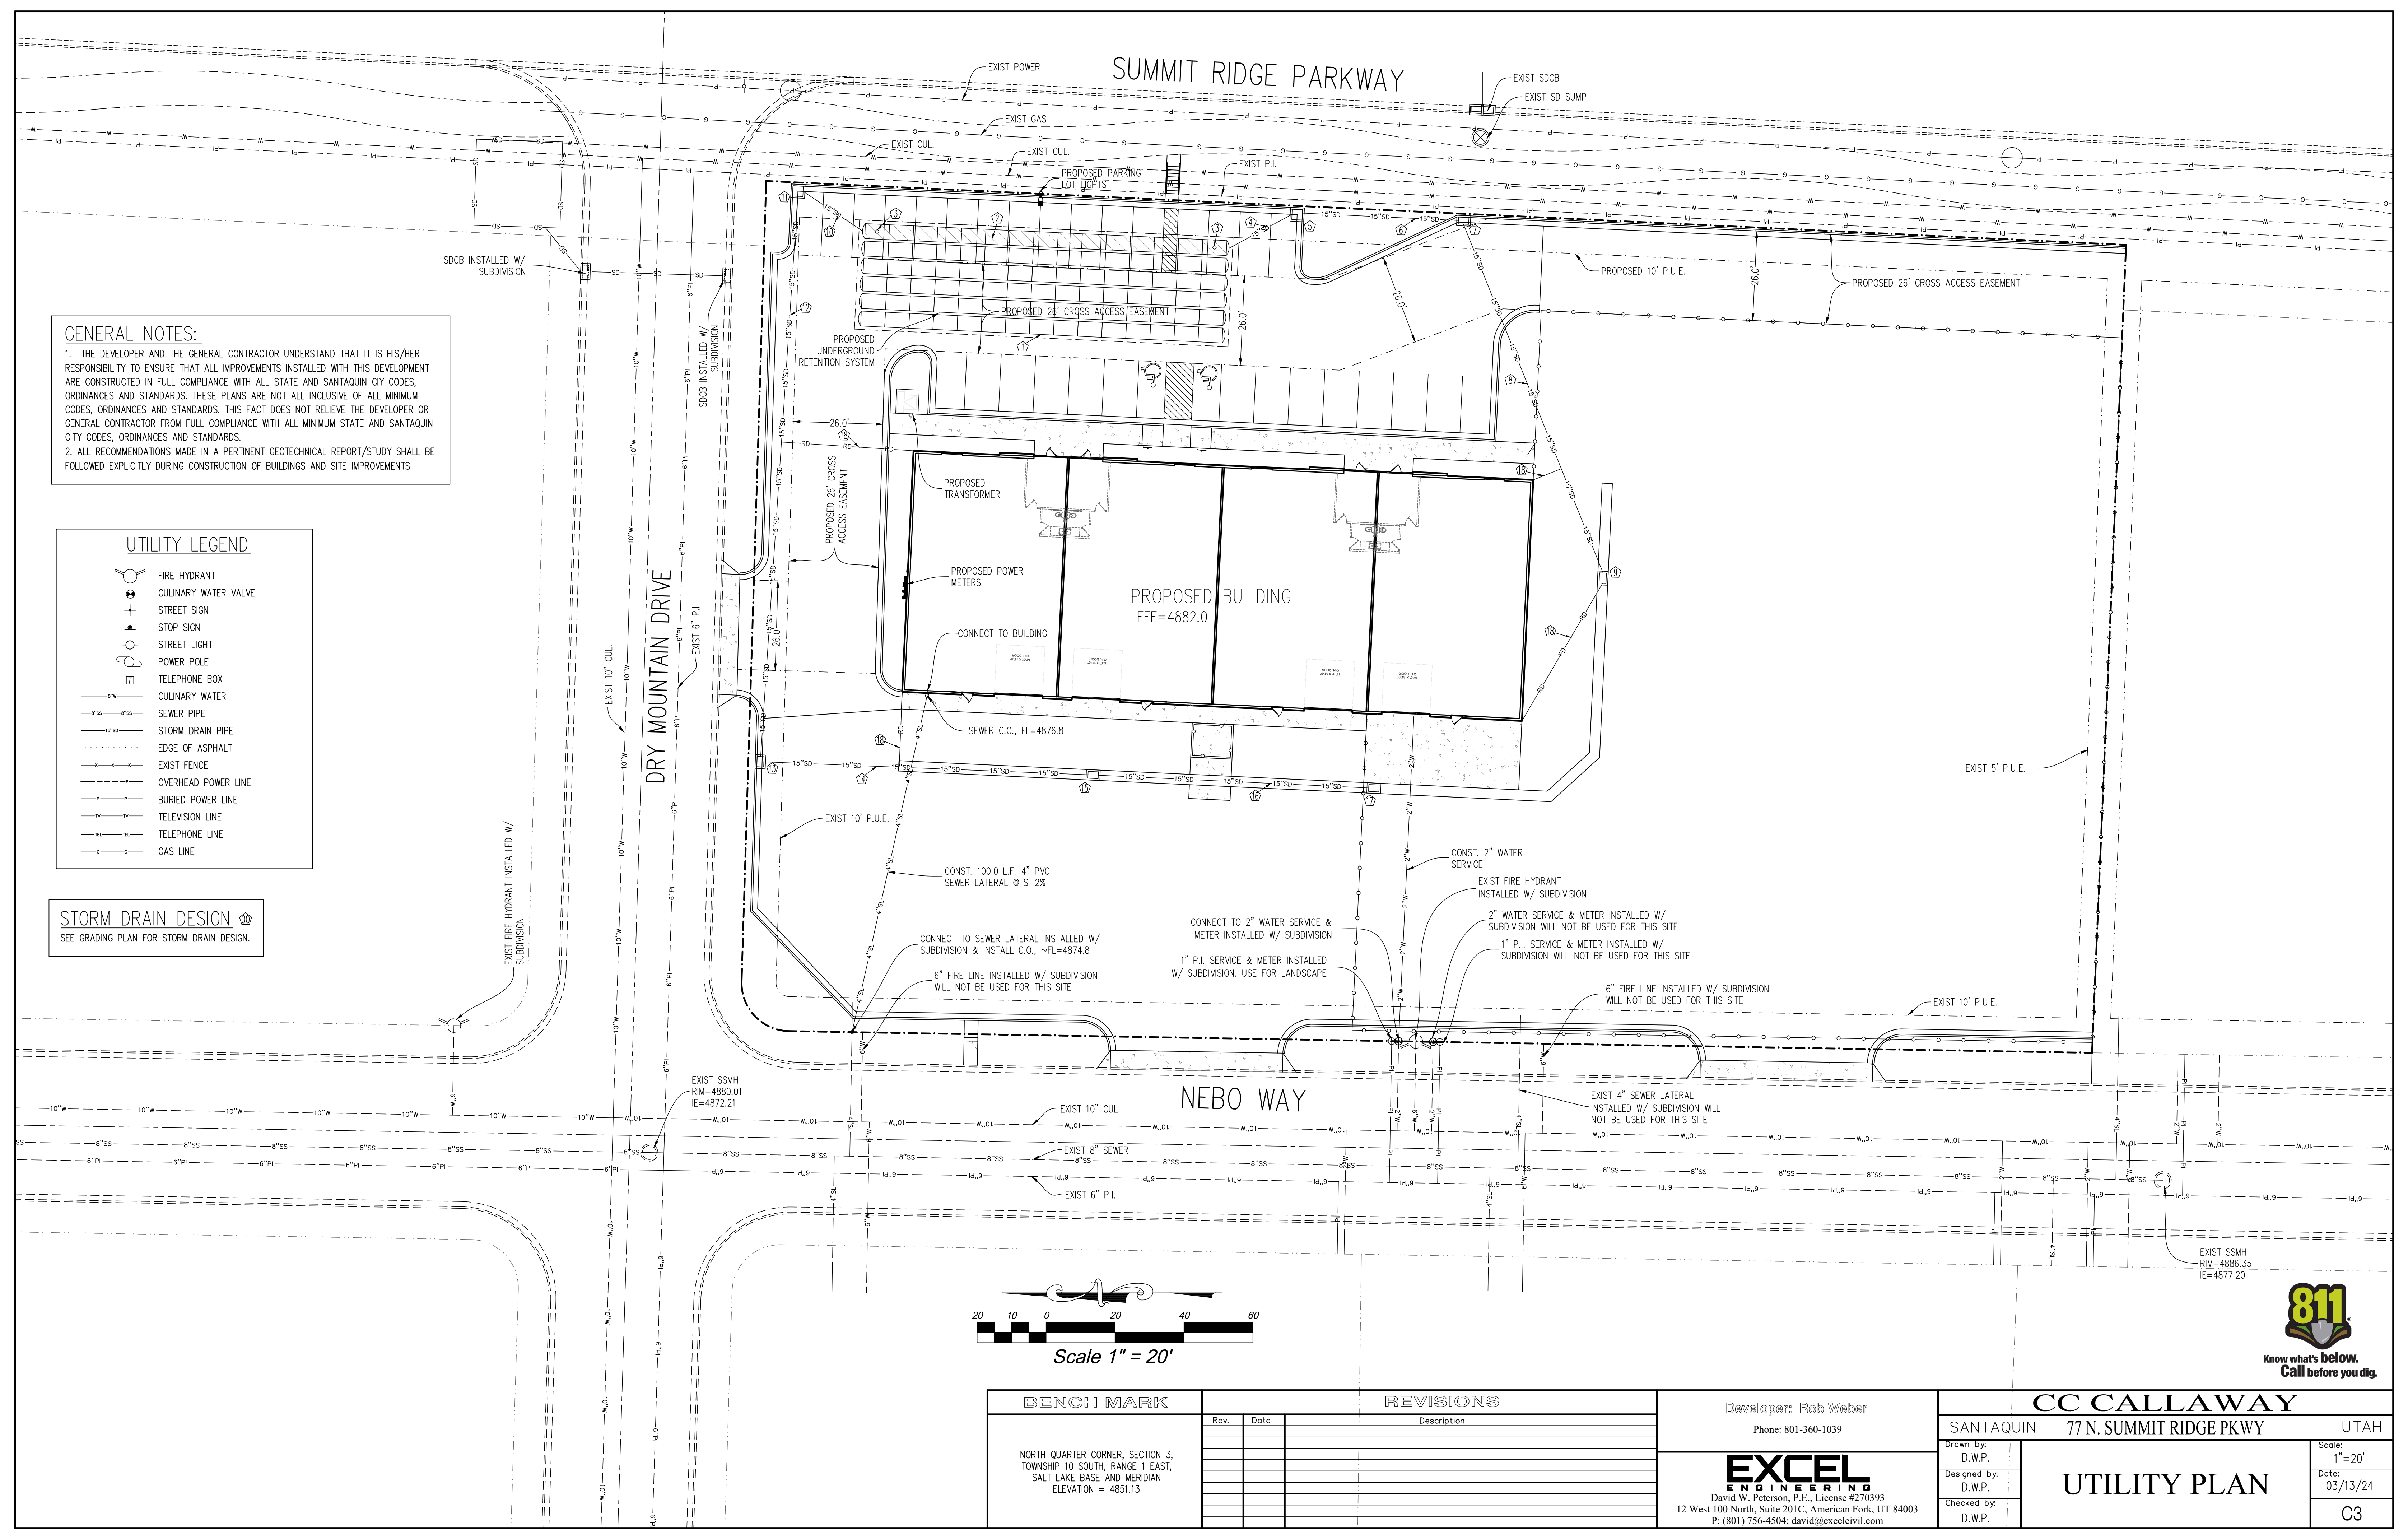 SUMMIT RIDGE PARKWAY
EXIST POWER
EXIST GAS
EXIST CUL.
EXIST CUL.
EXIST P.I.
EXIST SDCB
EXIST SD SUMP
PROPOSED PARKING
LOT LIGHTS
SDCB INSTALLED W/
SUBDIVISION
SDCB INSTALLED W/
SUBDIVISION
PROPOSED 10' P.U.E.
26.0'
PROPOSED 26' CROSS ACCESS EASEMENT
26.0'
26.0'
PROPOSED 26' CROSS ACCESS EASEMENT
PROPOSED
UNDERGROUND
RETENTION SYSTEM
GENERAL NOTES:
1. THE DEVELOPER AND THE GENERAL CONTRACTOR UNDERSTAND THAT IT IS HIS/HER
RESPONSIBILITY TO ENSURE THAT ALL IMPROVEMENTS INSTALLED WITH THIS DEVELOPMENT
ARE CONSTRUCTED IN FULL COMPLIANCE WITH ALL STATE AND SANTAQUIN CIY CODES,
ORDINANCES AND STANDARDS. THESE PLANS ARE NOT ALL INCLUSIVE OF ALL MINIMUM
CODES, ORDINANCES AND STANDARDS. THIS FACT DOES NOT RELIEVE THE DEVELOPER OR
GENERAL CONTRACTOR FROM FULL COMPLIANCE WITH ALL MINIMUM STATE AND SANTAQUIN
CITY CODES, ORDINANCES AND STANDARDS.
2. ALL RECOMMENDATIONS MADE IN A PERTINENT GEOTECHNICAL REPORT/STUDY SHALL BE
FOLLOWED EXPLICITLY DURING CONSTRUCTION OF BUILDINGS AND SITE IMPROVEMENTS.
26.0'
PROPOSED 26' CROSS
ACCESS EASEMENT
PROPOSED
TRANSFORMER
PROPOSED POWER
METERS
PROPOSED BUILDING
FFE=4882.0
CONNECT TO BUILDING
SEWER C.O., FL=4876.8
26.0'
DRY MOUNTAIN DRIVE
EXIST 10" CUL.
EXIST 6" P.I.
UTILITY LEGEND
FIRE HYDRANT
CULINARY WATER VALVE
STREET SIGN
STOP SIGN
STREET LIGHT
POWER POLE
TELEPHONE BOX
8"W CULINARY WATER
8"SS 8"SS SEWER PIPE
15"SD STORM DRAIN PIPE
EDGE OF ASPHALT
X X X EXIST FENCE
P OVERHEAD POWER LINE
P P BURIED POWER LINE
TV TV TELEVISION LINE
TEL TEL TELEPHONE LINE
G G GAS LINE
STORM DRAIN DESIGN 00
SEE GRADING PLAN FOR STORM DRAIN DESIGN.
EXIST FIRE HYDRANT INSTALLED W/
SUBDIVISION
EXIST 10' P.U.E.
EXIST 5' P.U.E.
CONST. 100.0 L.F. 4" PVC
SEWER LATERAL @ S=2%
CONST. 2" WATER
SERVICE
EXIST FIRE HYDRANT
INSTALLED W/ SUBDIVISION
CONNECT TO 2" WATER SERVICE &
METER INSTALLED W/ SUBDIVISION
2" WATER SERVICE & METER INSTALLED W/
SUBDIVISION WILL NOT BE USED FOR THIS SITE
1" P.I. SERVICE & METER INSTALLED W/
SUBDIVISION WILL NOT BE USED FOR THIS SITE
CONNECT TO SEWER LATERAL INSTALLED W/
SUBDIVISION & INSTALL C.O., ~FL=4874.8
1" P.I. SERVICE & METER INSTALLED
W/ SUBDIVISION. USE FOR LANDSCAPE
6" FIRE LINE INSTALLED W/ SUBDIVISION
WILL NOT BE USED FOR THIS SITE
6" FIRE LINE INSTALLED W/ SUBDIVISION
WILL NOT BE USED FOR THIS SITE
EXIST 10' P.U.E.
EXIST SSMH
RIM=4880.01
IE=4872.21
NEBO WAY
EXIST 10" CUL.
EXIST 8" SEWER
EXIST 6" P.I.
EXIST 4" SEWER LATERAL
INSTALLED W/ SUBDIVISION WILL
NOT BE USED FOR THIS SITE
EXIST SSMH
RIM=4886.35
IE=4877.20
20 10 0 20 40 60
Scale 1" = 20'
811
Know what's below.
Call before you dig.
BENCH MARK
NORTH QUARTER CORNER, SECTION 3,
TOWNSHIP 10 SOUTH, RANGE 1 EAST,
SALT LAKE BASE AND MERIDIAN
ELEVATION = 4851.13
REVISIONS
Rev. Date Description
Developer: Rob Weber
Phone: 801-360-1039
EXCEL
ENGINEERING
David W. Peterson, P.E., License #270393
12 West 100 North, Suite 201C, American Fork, UT 84003
P: (801) 756-4504; david@excelcivil.com
CC CALLAWAY
SANTAQUIN 77 N. SUMMIT RIDGE PKWY UTAH
Drawn by:
D.W.P.
Designed by:
D.W.P.
Checked by:
D.W.P.
UTILITY PLAN
Scale:
1"=20'
Date:
03/13/24
C3